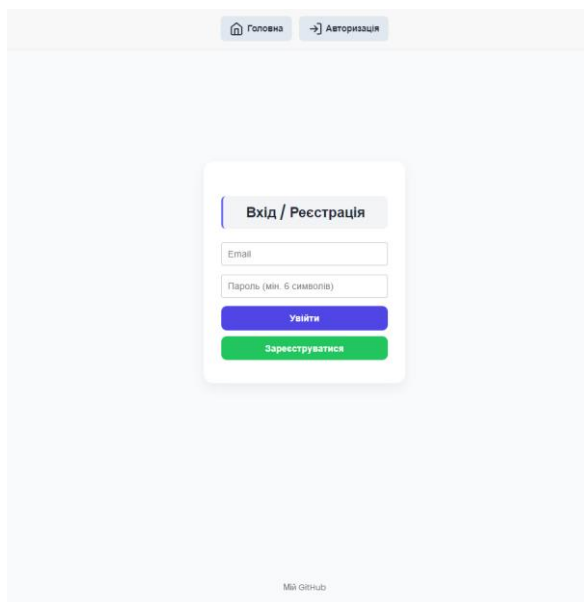 Головна Авторизація
Вхід / Реєстрація
Email
Пароль (мін. 6 символів)
Увійти
Зареєструватися
Мій GitHub